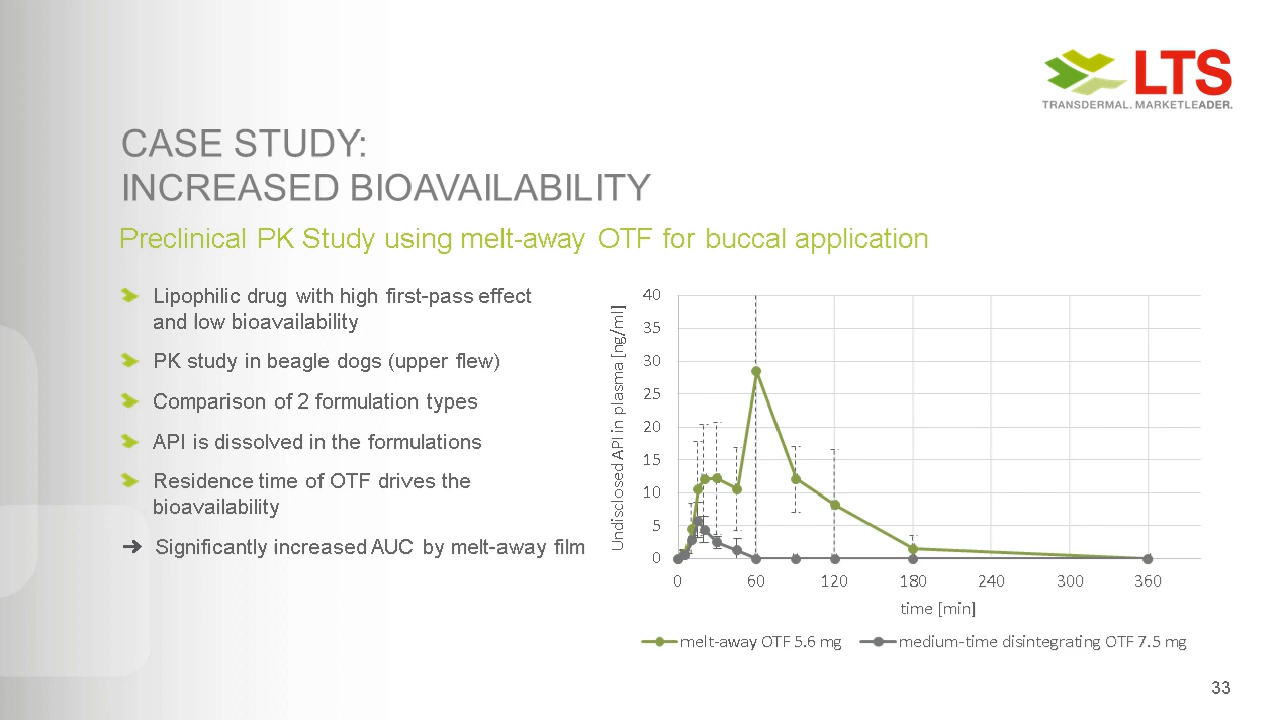 LTS
TRANSDERMAL. MARKETLEADER.
CASE STUDY:
INCREASED BIOAVAILABILITY
Preclinical PK Study using melt-away OTF for buccal application
Lipophilic drug with high first-pass effect
and low bioavailability
PK study in beagle dogs (upper flew)
Comparison of 2 formulation types
API is dissolved in the formulations
Residence time of OTF drives the
bioavailability
➔ Significantly increased AUC by melt-away film
Undisclosed API in plasma [ng/ml]
40
35
30
25
20
15
10
5
0
0 60 120 180 240 300 360
time [min]
melt-away OTF 5.6 mg medium-time disintegrating OTF 7.5 mg
33